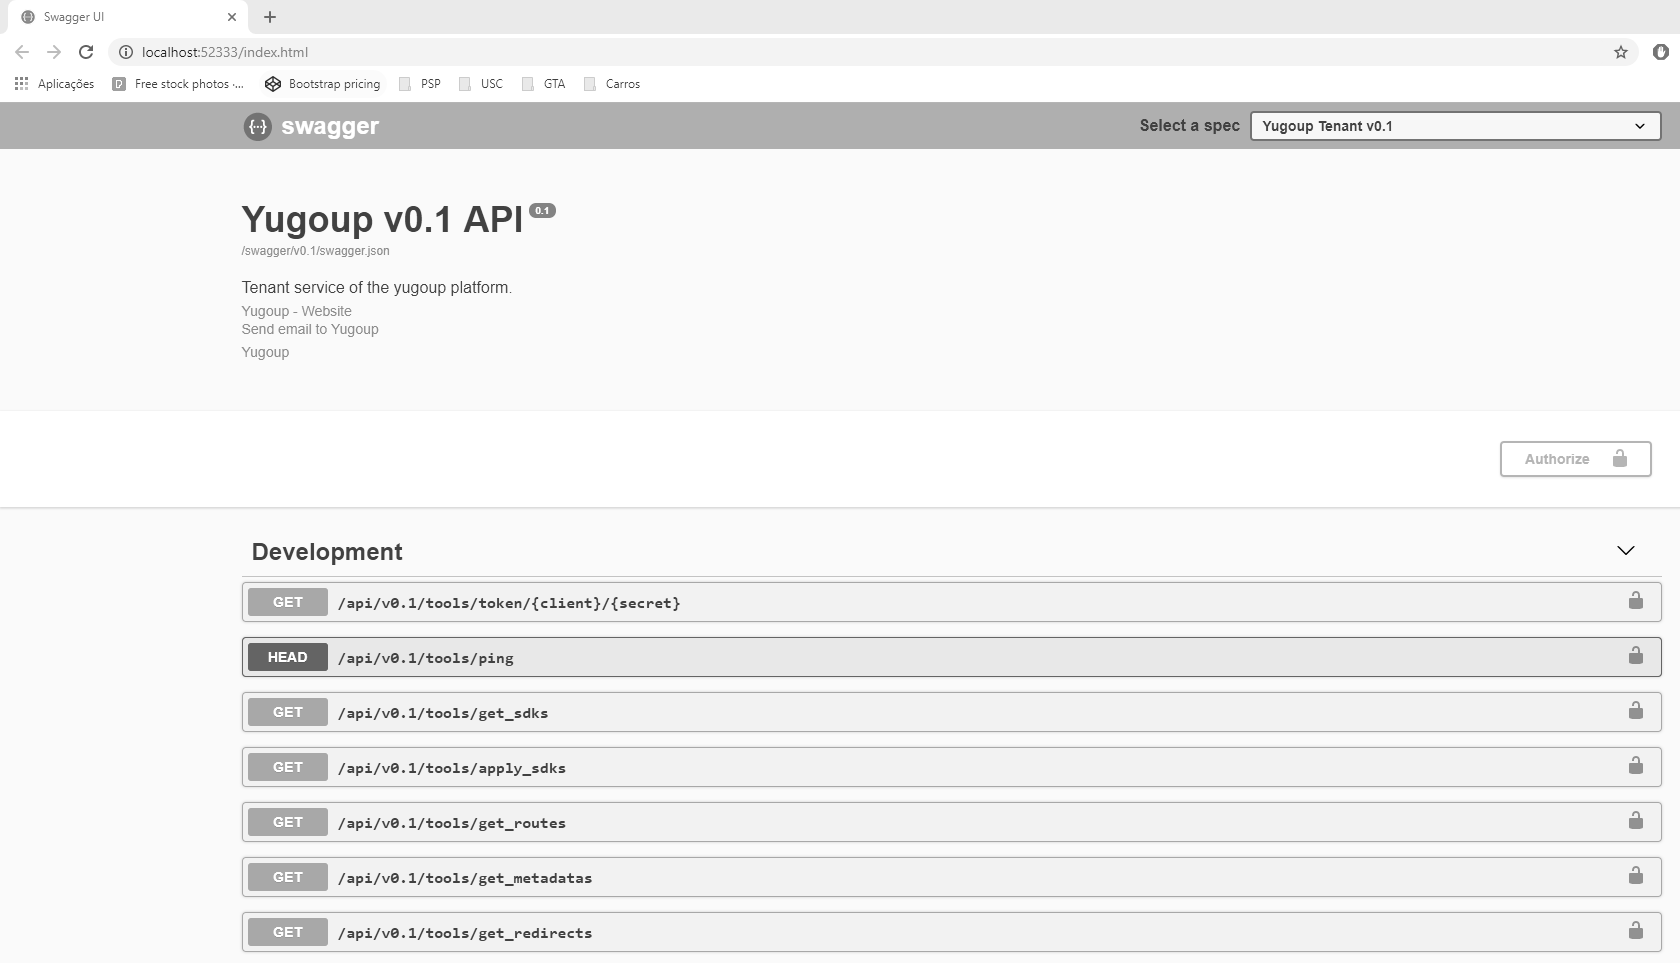 Swagger UI
localhost:52333/index.html
Aplicações
Free stock photos ·...
Bootstrap pricing
PSP
USC
GTA
Carros
{···} swagger
Select a spec
Yugoup Tenant v0.1
Yugoup v0.1 API 0.1
/swagger/v0.1/swagger.json
Tenant service of the yugoup platform.
Yugoup - Website
Send email to Yugoup
Yugoup
Authorize
Development
GET /api/v0.1/tools/token/{client}/{secret}
HEAD /api/v0.1/tools/ping
GET /api/v0.1/tools/get_sdks
GET /api/v0.1/tools/apply_sdks
GET /api/v0.1/tools/get_routes
GET /api/v0.1/tools/get_metadatas
GET /api/v0.1/tools/get_redirects